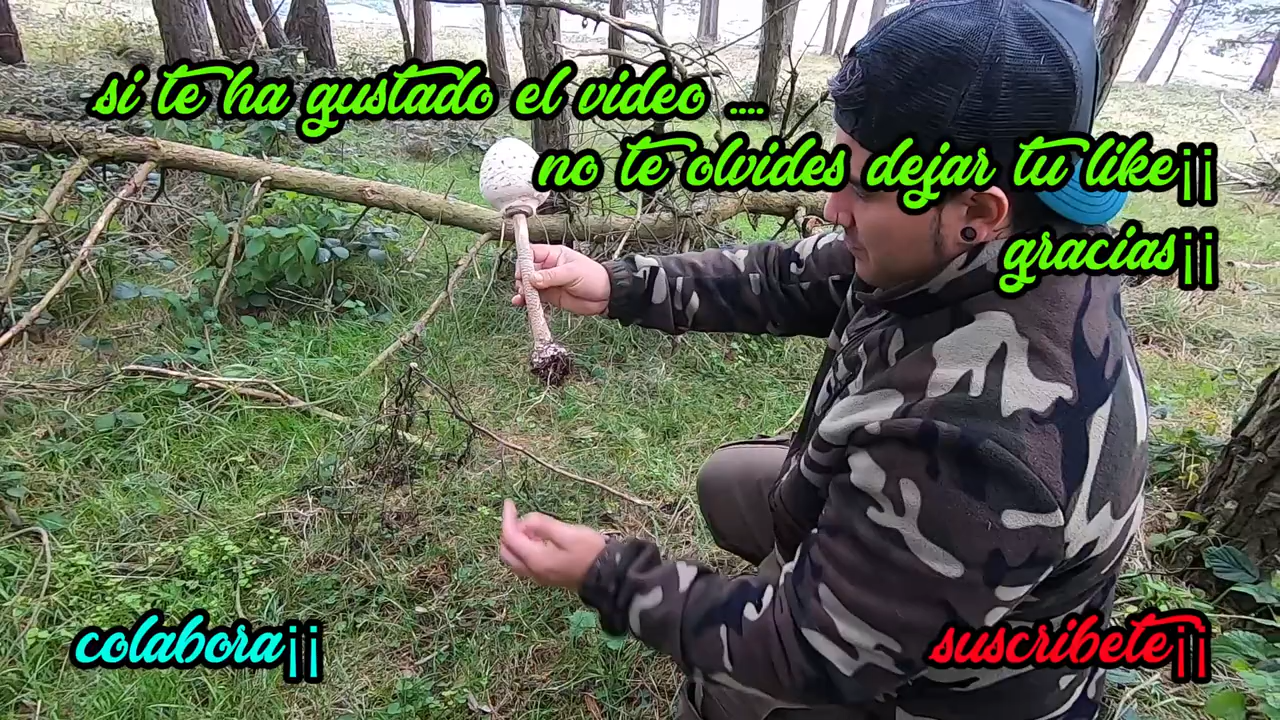 si te ha gustado el video ....
no te olvides dejar tu like¡¡
gracias¡¡
colabora¡¡
suscribete¡¡